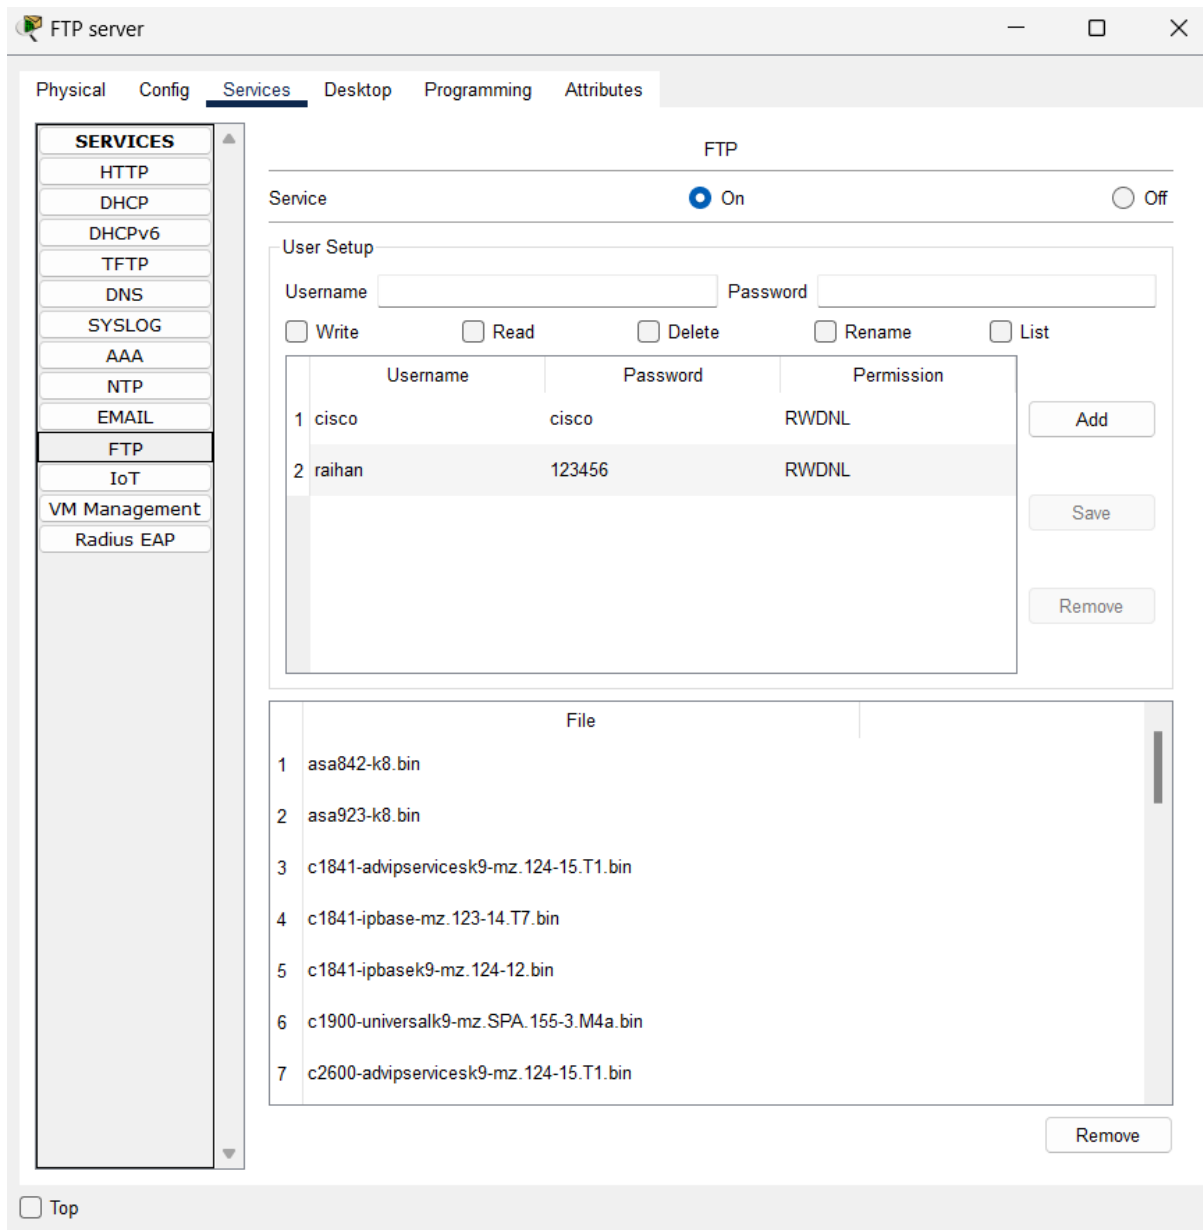 FTP server
Physical Config Services Desktop Programming Attributes
SERVICES
HTTP
DHCP
DHCPv6
TFTP
DNS
SYSLOG
AAA
NTP
EMAIL
FTP
IoT
VM Management
Radius EAP
FTP
Service On Off
User Setup
Username Password
Write Read Delete Rename List
Username Password Permission
1 cisco cisco RWDNL
2 raihan 123456 RWDNL
Add
Save
Remove
File
1 asa842-k8.bin
2 asa923-k8.bin
3 c1841-advipservicesk9-mz.124-15.T1.bin
4 c1841-ipbase-mz.123-14.T7.bin
5 c1841-ipbasek9-mz.124-12.bin
6 c1900-universalk9-mz.SPA.155-3.M4a.bin
7 c2600-advipservicesk9-mz.124-15.T1.bin
Remove
Top